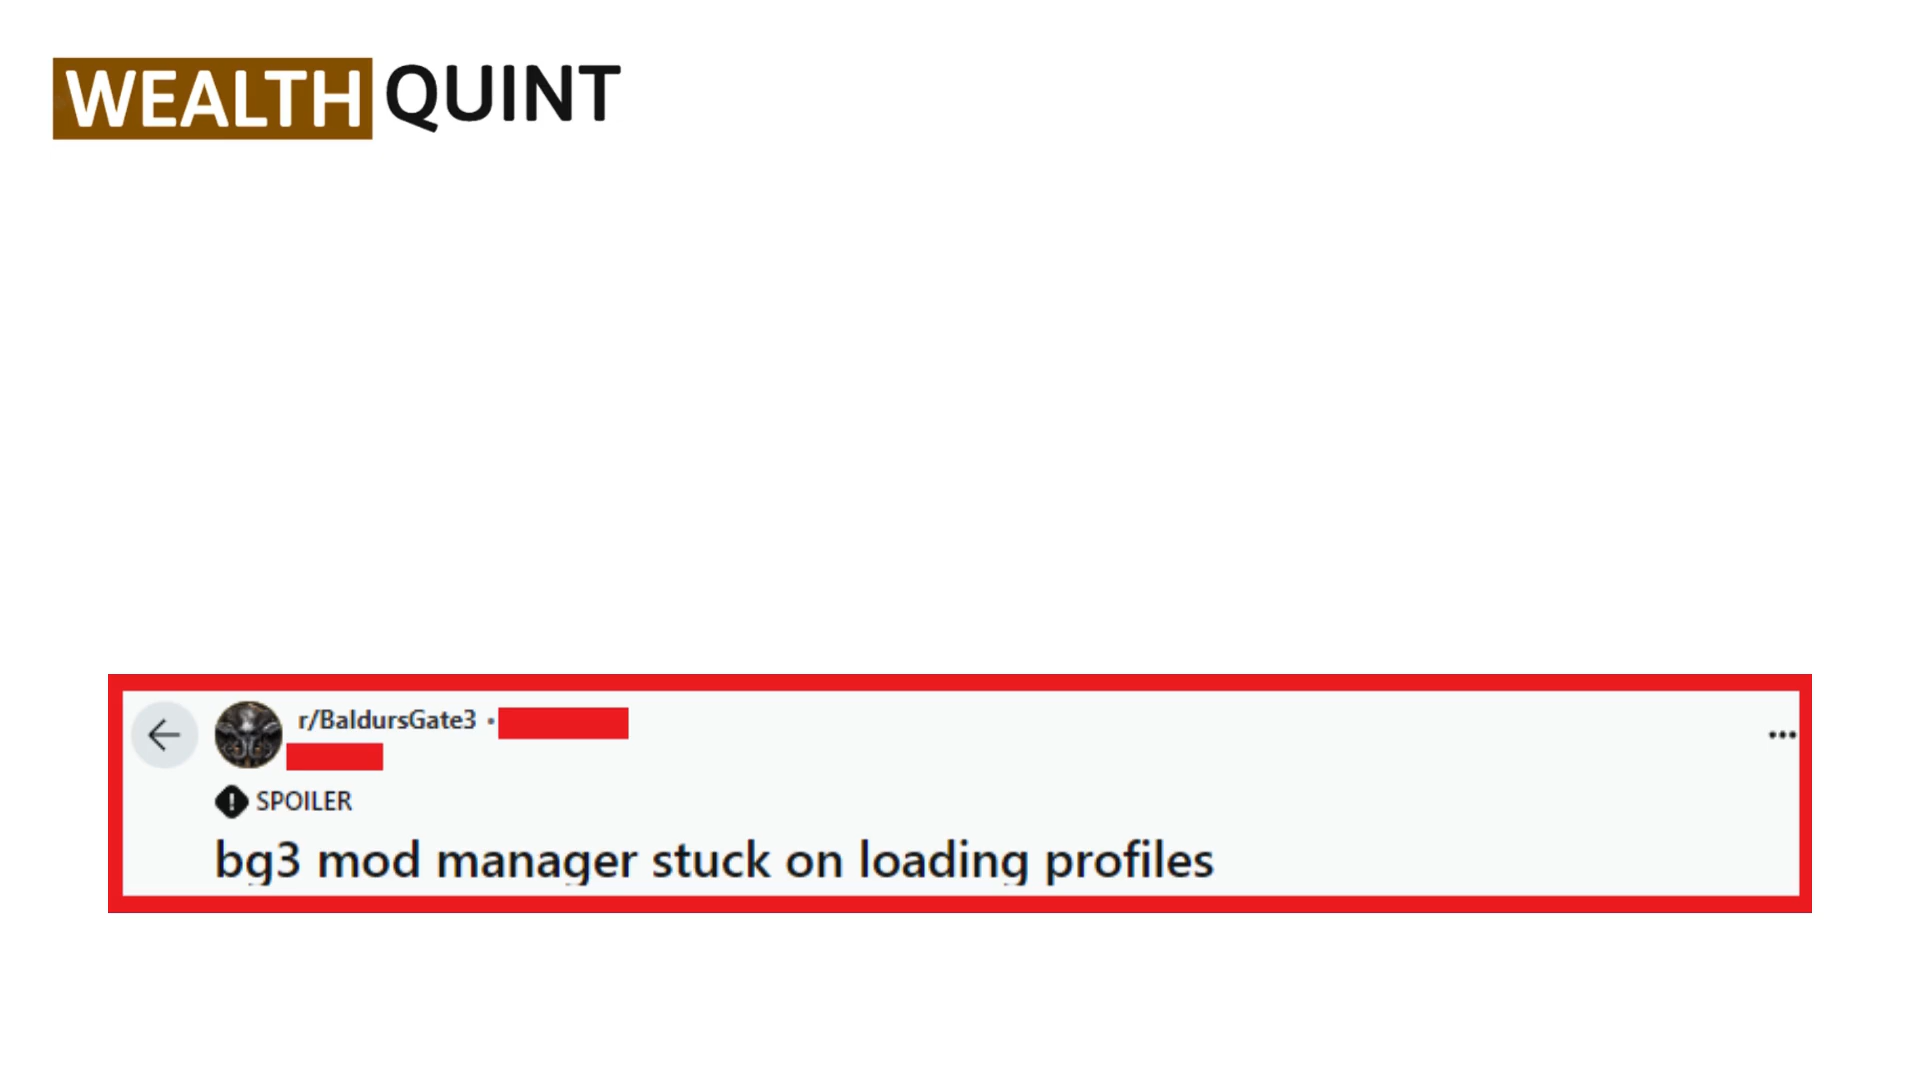 WEALTH QUINT
r/BaldursGate3 •
SPOILER
bg3 mod manager stuck on loading profiles